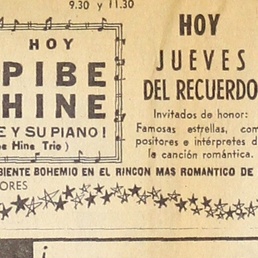 9.30 y 11.30
HOY
PIBE
HINE
E Y SU PIANO!
Hine Trio)
HOY
JUEVES
DEL RECUERDO
Invitados de honor:
Famosas estrellas, com-
positores e intérpretes d
la canción romántica.
BIENTE BOHEMIO EN EL RINCON MAS ROMANTICO DE
ORES